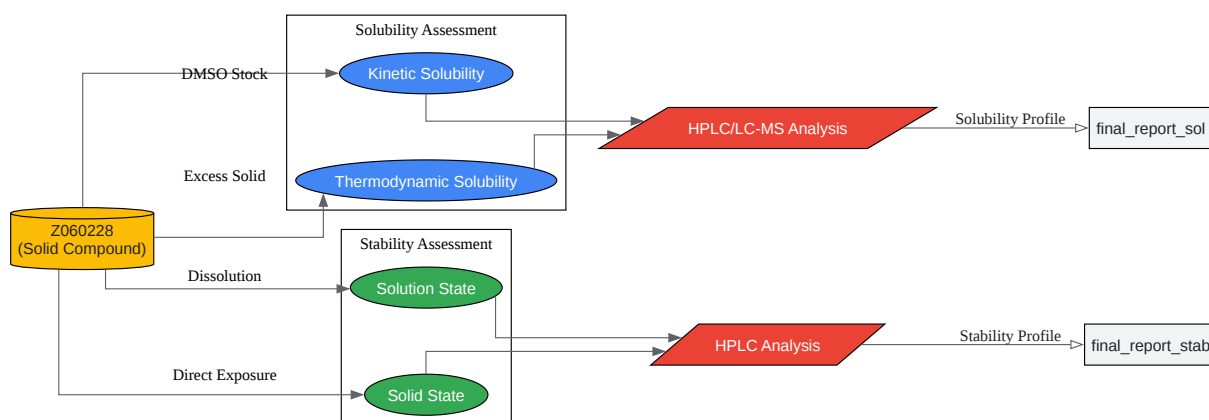 Solubility Assessment
DMSO Stock
Kinetic Solubility
HPLC/LC-MS Analysis
Solubility Profile
final_report_sol
Excess Solid
Thermodynamic Solubility
Z060228
(Solid Compound)
Stability Assessment
Dissolution
Solution State
HPLC Analysis
Stability Profile
final_report_stab
Direct Exposure
Solid State